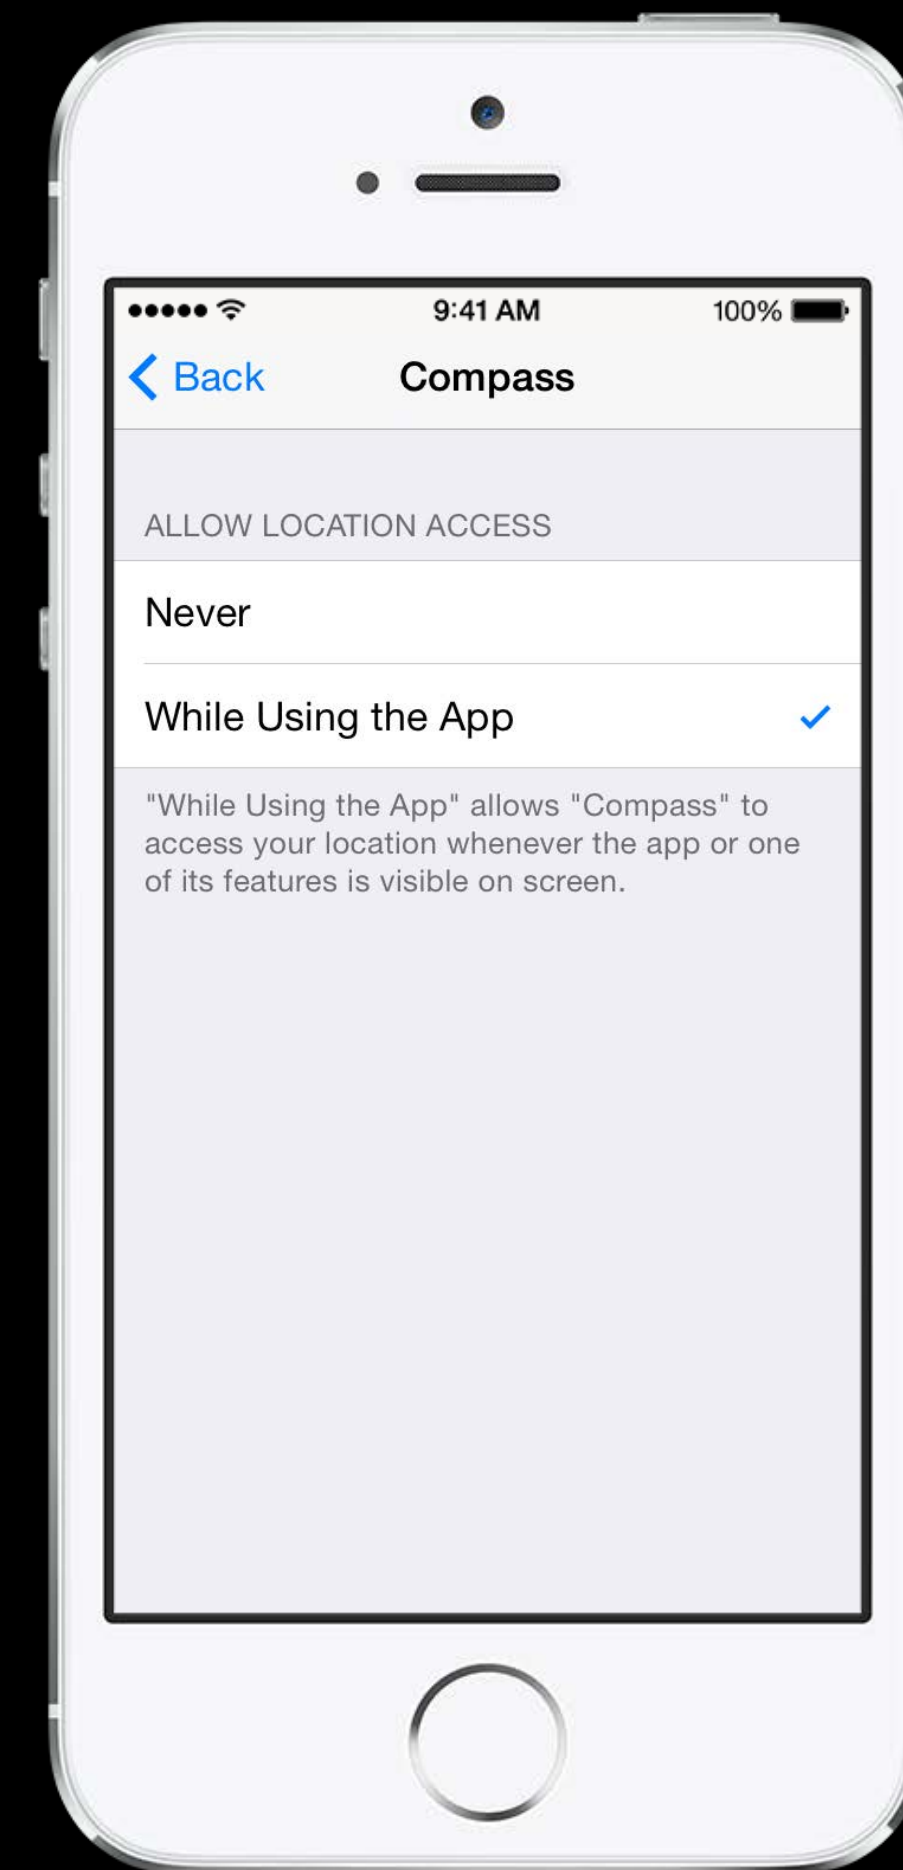 9:41 AM 100%
Back Compass
ALLOW LOCATION ACCESS
Never
While Using the App
"While Using the App" allows "Compass" to
access your location whenever the app or one
of its features is visible on screen.